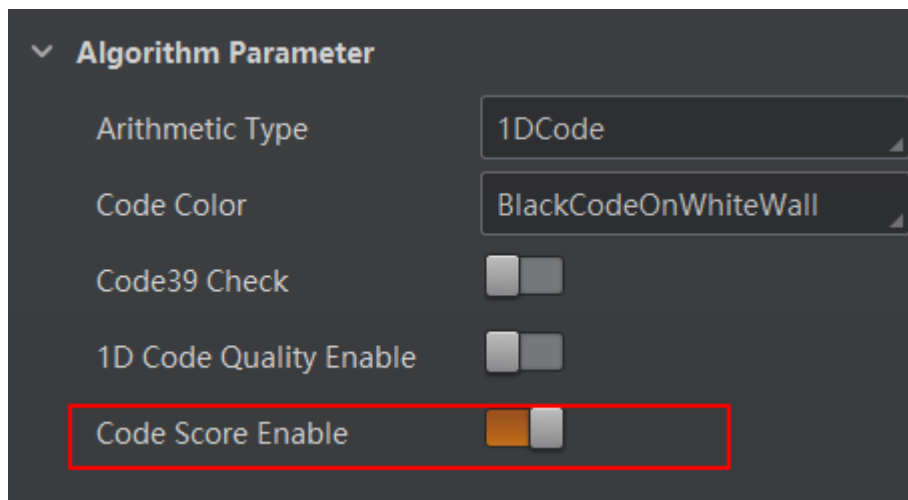 Algorithm Parameter
Arithmetic Type 1DCode
Code Color BlackCodeOnWhiteWall
Code39 Check
1D Code Quality Enable
Code Score Enable